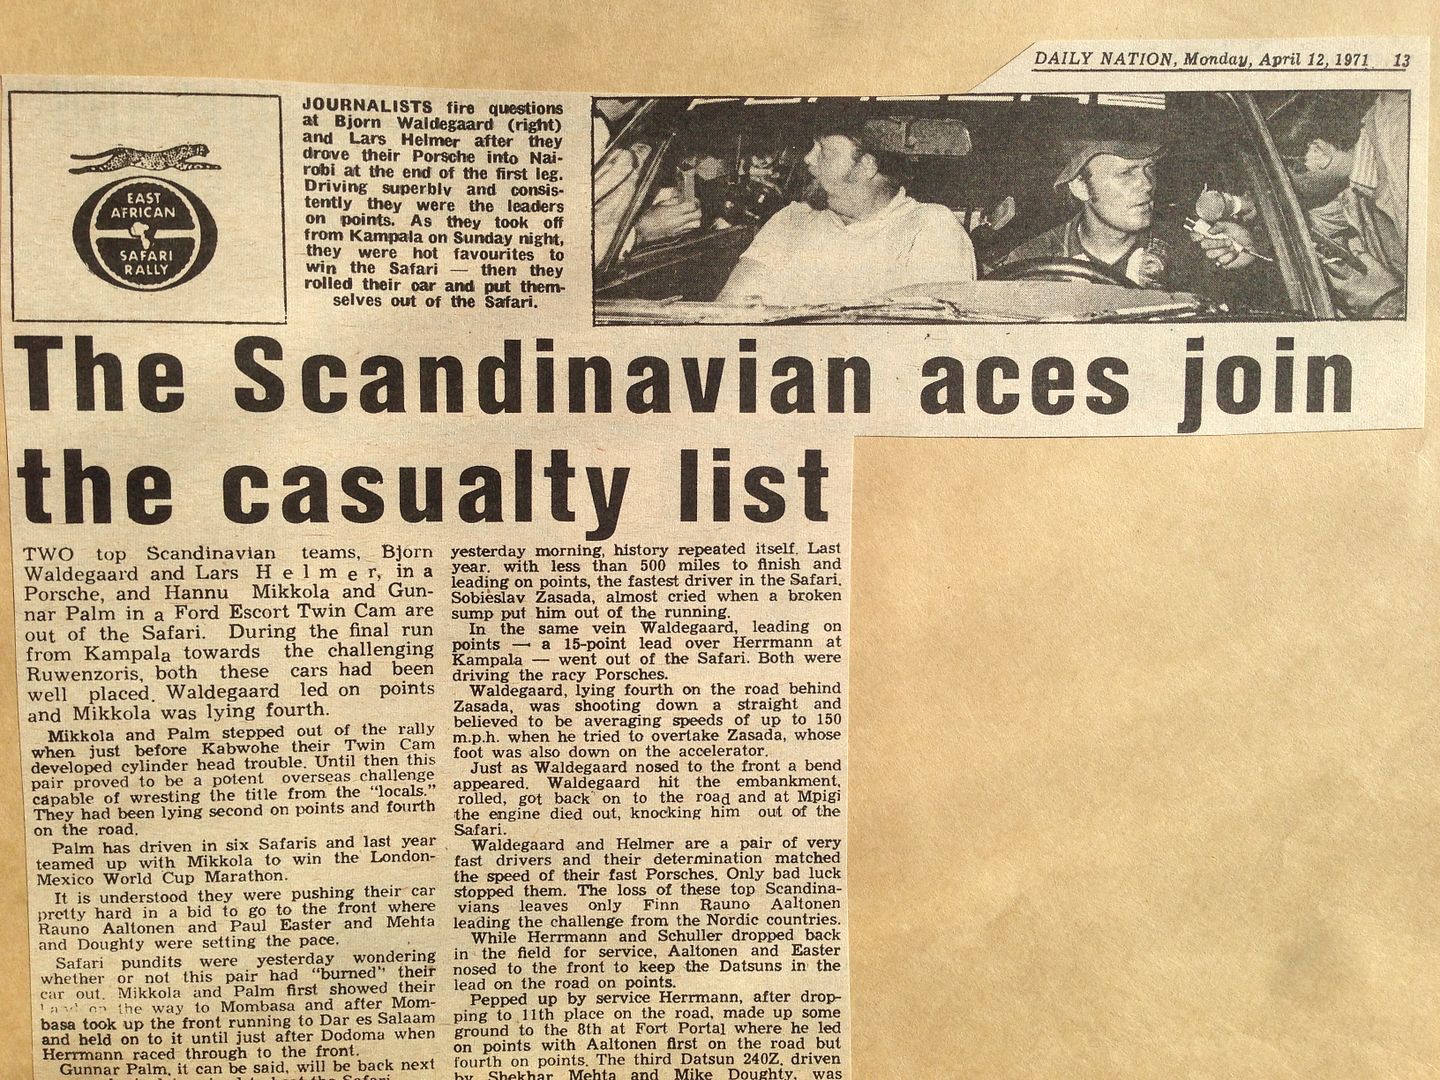 DAILY NATION, Monday, April 12, 1971 13
EAST
AFRICAN
SAFARI
RALLY
JOURNALISTS fire questions
at Bjorn Waldegaard (right)
and Lars Helmer after they
drove their Porsche into Nai-
robi at the end of the first leg.
Driving superbly and consis-
tently they were the leaders
on points. As they took off
from Kampala on Sunday night,
they were hot favourites to
win the Safari — then they
rolled their car and put them-
selves out of the Safari.
The Scandinavian aces join
the casualty list
TWO top Scandinavian teams, Bjorn
Waldegaard and Lars Helmer, in a
Porsche, and Hannu Mikkola and Gun-
nar Palm in a Ford Escort Twin Cam are
out of the Safari. During the final run
from Kampala towards the challenging
Ruwenzoris, both these cars had been
well placed. Waldegaard led on points
and Mikkola was lying fourth.
Mikkola and Palm stepped out of the rally
when just before Kabwohe their Twin Cam
developed cylinder head trouble. Until then this
pair proved to be a potent overseas challenge
capable of wresting the title from the "locals."
They had been lying second on points and fourth
on the road.
Palm has driven in six Safaris and last year
teamed up with Mikkola to win the London-
Mexico World Cup Marathon.
It is understood they were pushing their car
pretty hard in a bid to go to the front where
Rauno Aaltonen and Paul Easter and Mehta
and Doughty were setting the pace.
Safari pundits were yesterday wondering
whether or not this pair had "burned" their
car out. Mikkola and Palm first showed their
on the way to Mombasa and after Mom-
basa took up the front running to Dar es Salaam
and held on to it until just after Dodoma when
Herrmann raced through to the front.
Gunnar Palm, it can be said, will be back next
yesterday morning, history repeated itself. Last
year, with less than 500 miles to finish and
leading on points, the fastest driver in the Safari,
Sobieslav Zasada, almost cried when a broken
sump put him out of the running.
In the same vein Waldegaard, leading on
points — a 15-point lead over Herrmann at
Kampala — went out of the Safari. Both were
driving the racy Porsches.
Waldegaard, lying fourth on the road behind
Zasada, was shooting down a straight and
believed to be averaging speeds of up to 150
m.p.h. when he tried to overtake Zasada, whose
foot was also down on the accelerator.
Just as Waldegaard nosed to the front a bend
appeared. Waldegaard hit the embankment,
rolled, got back on to the road and at Mpigi
the engine died out, knocking him out of the
Safari.
Waldegaard and Helmer are a pair of very
fast drivers and their determination matched
the speed of their fast Porsches. Only bad luck
stopped them. The loss of these top Scandina-
vians leaves only Finn Rauno Aaltonen
leading the challenge from the Nordic countries.
While Herrmann and Schuller dropped back
in the field for service, Aaltonen and Easter
nosed to the front to keep the Datsuns in the
lead on the road on points.
Pepped up by service Herrmann, after drop-
ping to 11th place on the road, made up some
ground to the 8th at Fort Portal where he led
on points with Aaltonen first on the road but
fourth on points. The third Datsun 240Z, driven
by Shekhar Mehta and Mike Doughty, was